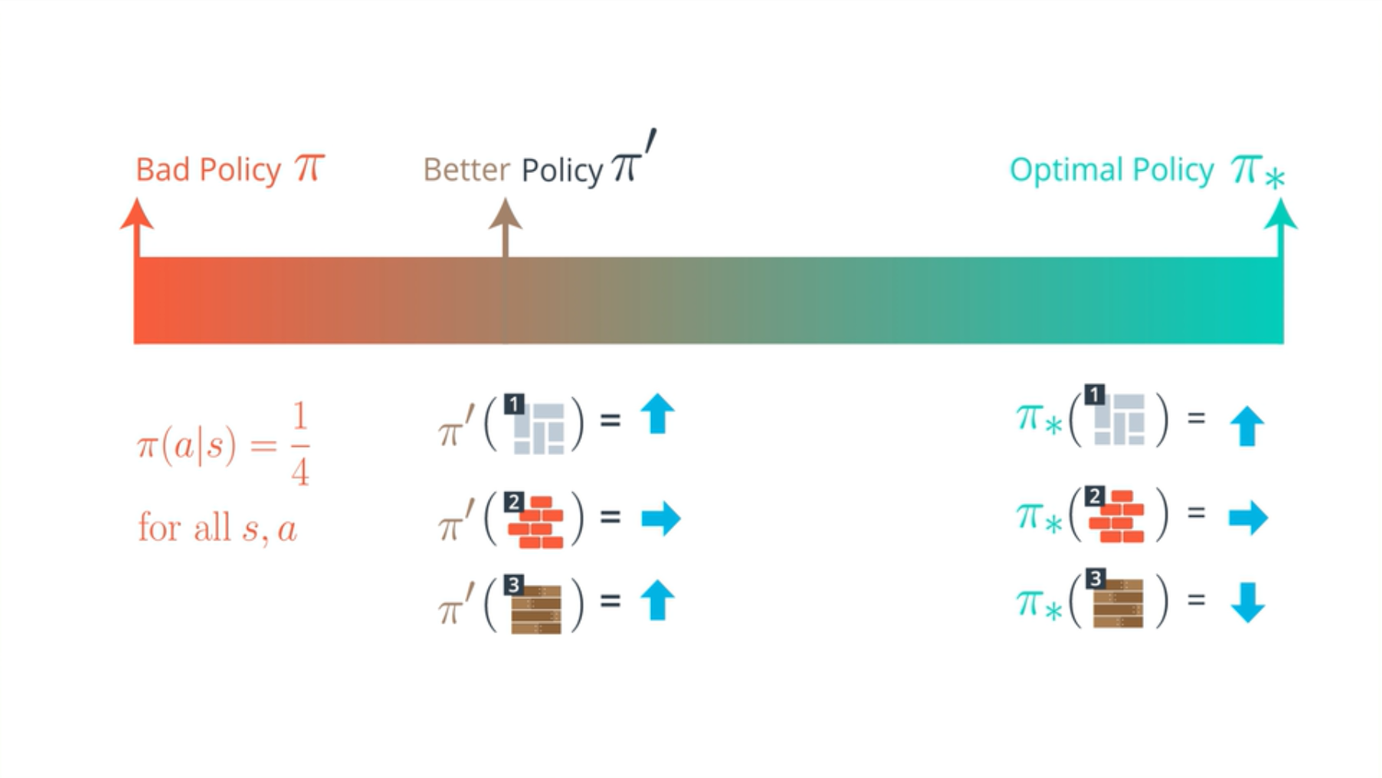 Bad Policy π
Better Policy π′
Optimal Policy π*
π(a|s) = 1/4
for all s, a
π′(1) = ↑
π′(2) = →
π′(3) = ↑
π*(1) = ↑
π*(2) = →
π*(3) = ↓